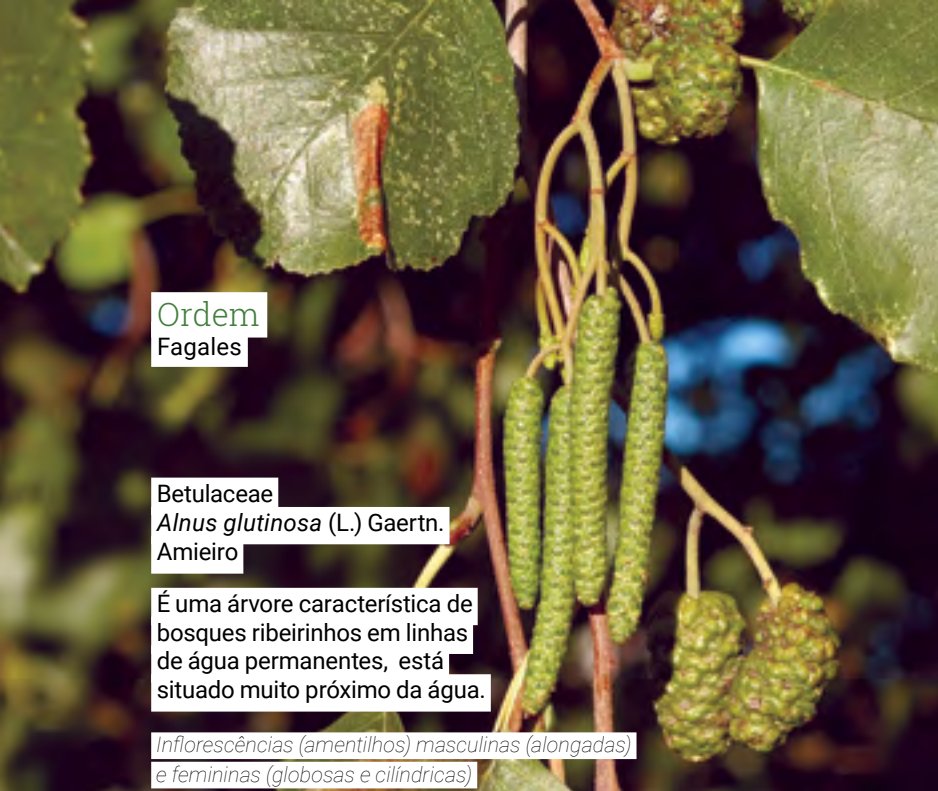 Ordem
Fagales
Betulaceae
Alnus glutinosa (L.) Gaertn.
Amieiro
É uma árvore característica de
bosques ribeirinhos em linhas
de água permanentes, está
situado muito próximo da água.
Inflorescências (amentilhos) masculinas (alongadas)
e femininas (globosas e cilíndricas)